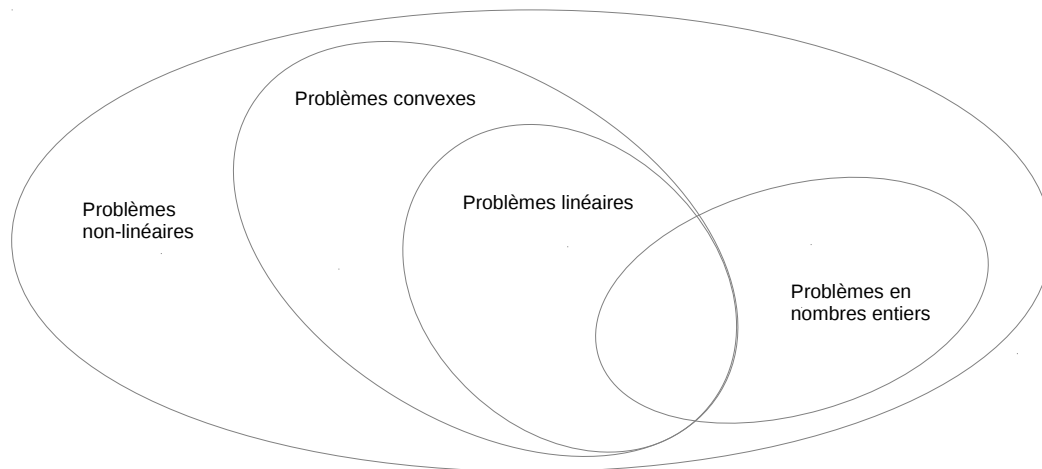 Problèmes convexes
Problèmes linéaires
Problèmes
non-linéaires
Problèmes en
nombres entiers